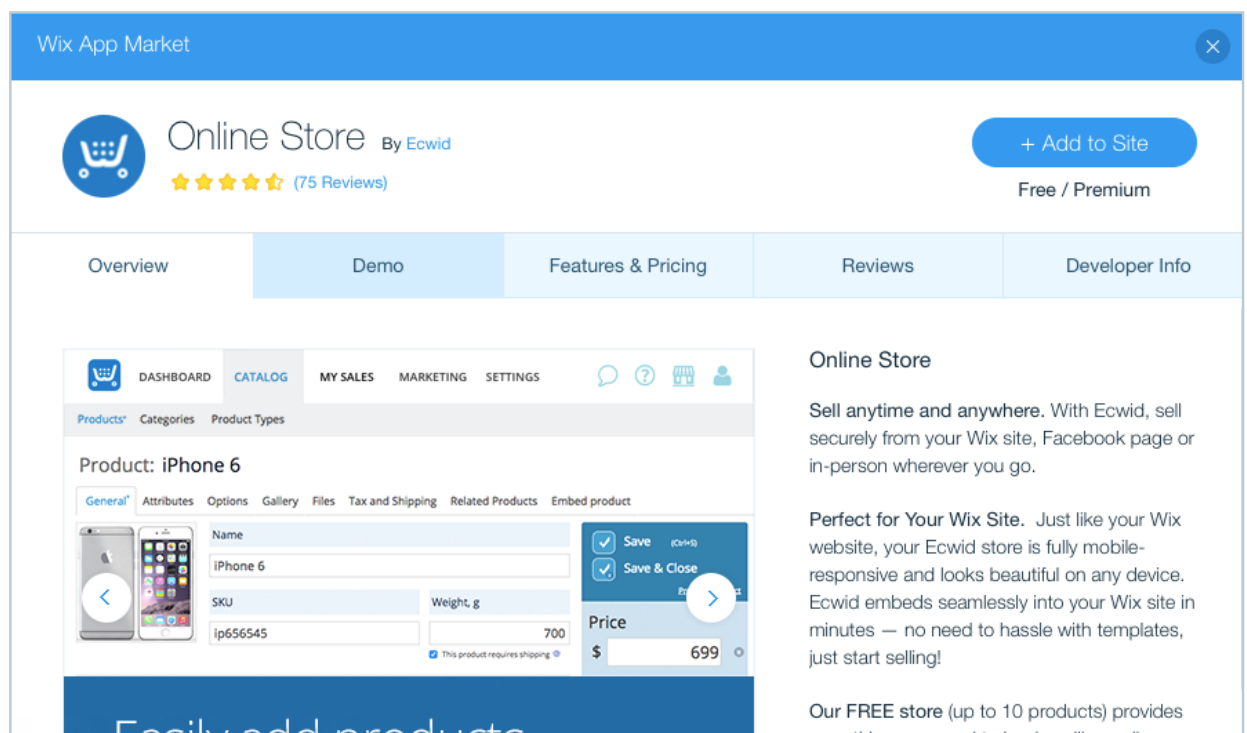 Wix App Market
Online Store By Ecwid
(75 Reviews)
+ Add to Site
Free / Premium
Overview Demo Features & Pricing Reviews Developer Info
DASHBOARD CATALOG MY SALES MARKETING SETTINGS
Products* Categories Product Types
Product: iPhone 6
General* Attributes Options Gallery Files Tax and Shipping Related Products Embed product
Name
iPhone 6
SKU Weight, g
ip656545 700
This product requires shipping
Save (Ctrl+S)
Save & Close
Price
$ 699
Easily add products
Online Store
Sell anytime and anywhere. With Ecwid, sell
securely from your Wix site, Facebook page or
in-person wherever you go.
Perfect for Your Wix Site. Just like your Wix
website, your Ecwid store is fully mobile-
responsive and looks beautiful on any device.
Ecwid embeds seamlessly into your Wix site in
minutes — no need to hassle with templates,
just start selling!
Our FREE store (up to 10 products) provides